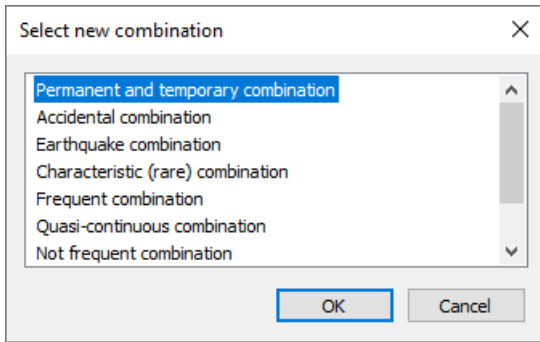 Select new combination
Permanent and temporary combination
Accidental combination
Earthquake combination
Characteristic (rare) combination
Frequent combination
Quasi-continuous combination
Not frequent combination
OK Cancel